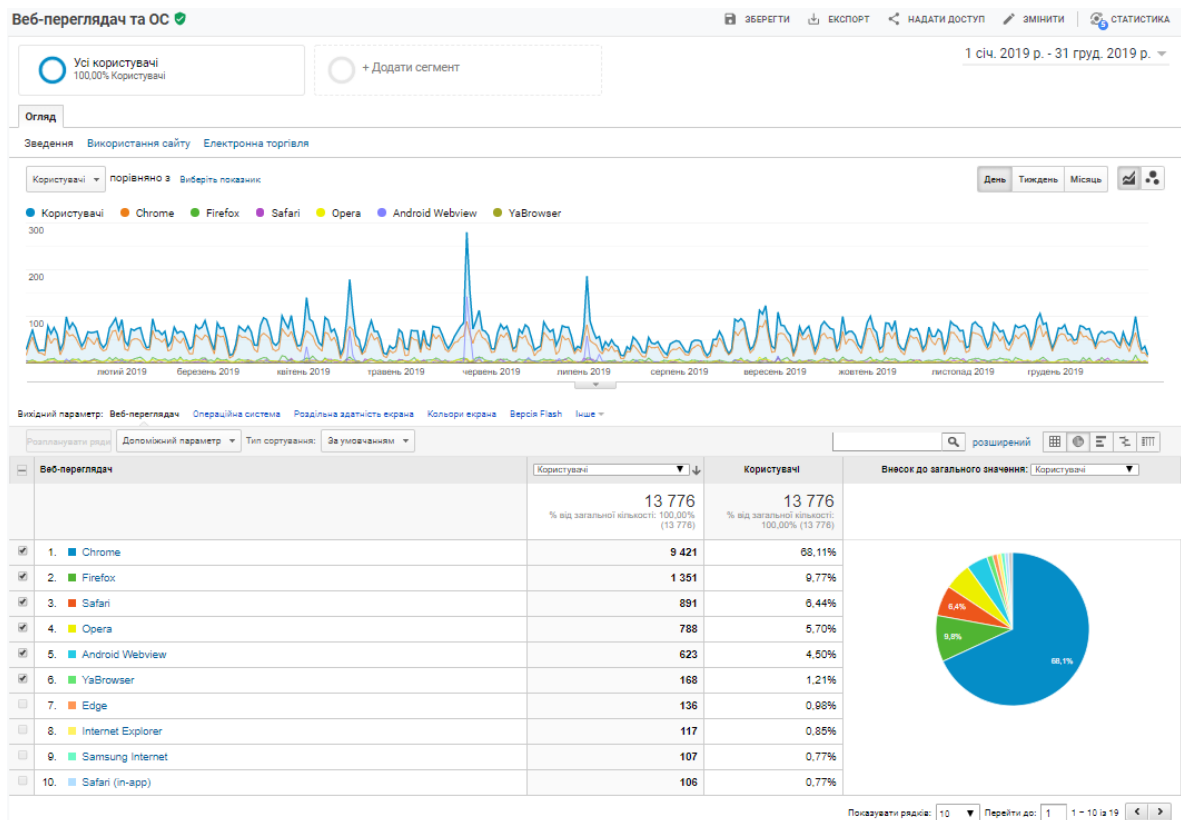 Веб-переглядач та ОС
ЗБЕРЕГТИ ЕКСПОРТ НАДАТИ ДОСТУП ЗМІНИТИ 5 СТАТИСТИКА
Усі користувачі
100,00% Користувачі
+ Додати сегмент
1 січ. 2019 р. - 31 груд. 2019 р.
Огляд
Зведення Використання сайту Електронна торгівля
Користувачі порівняно з Виберіть показник
День Тиждень Місяць
Користувачі Chrome Firefox Safari Opera Android Webview YaBrowser
300
200
100
лютий 2019 березень 2019 квітень 2019 травень 2019 червень 2019 липень 2019 серпень 2019 вересень 2019 жовтень 2019 листопад 2019 грудень 2019
Вихідний параметр: Веб-переглядач Операційна система Роздільна здатність екрана Кольори екрана Версія Flash Інше
Розпланувати ряди Допоміжний параметр Тип сортування: За умовчанням розширений
Веб-переглядач Користувачі Користувачі Внесок до загального значення: Користувачі
13 776 13 776
% від загальної кількості: 100,00% (13 776) % від загальної кількості: 100,00% (13 776)
1. Chrome 9 421 68,11%
2. Firefox 1 351 9,77%
3. Safari 891 6,44%
4. Opera 788 5,70%
5. Android Webview 623 4,50%
6. YaBrowser 168 1,21%
7. Edge 136 0,98%
8. Internet Explorer 117 0,85%
9. Samsung Internet 107 0,77%
10. Safari (in-app) 106 0,77%
6,4%
9,8%
68,1%
Показувати рядків: 10 Перейти до: 1 1 – 10 із 19